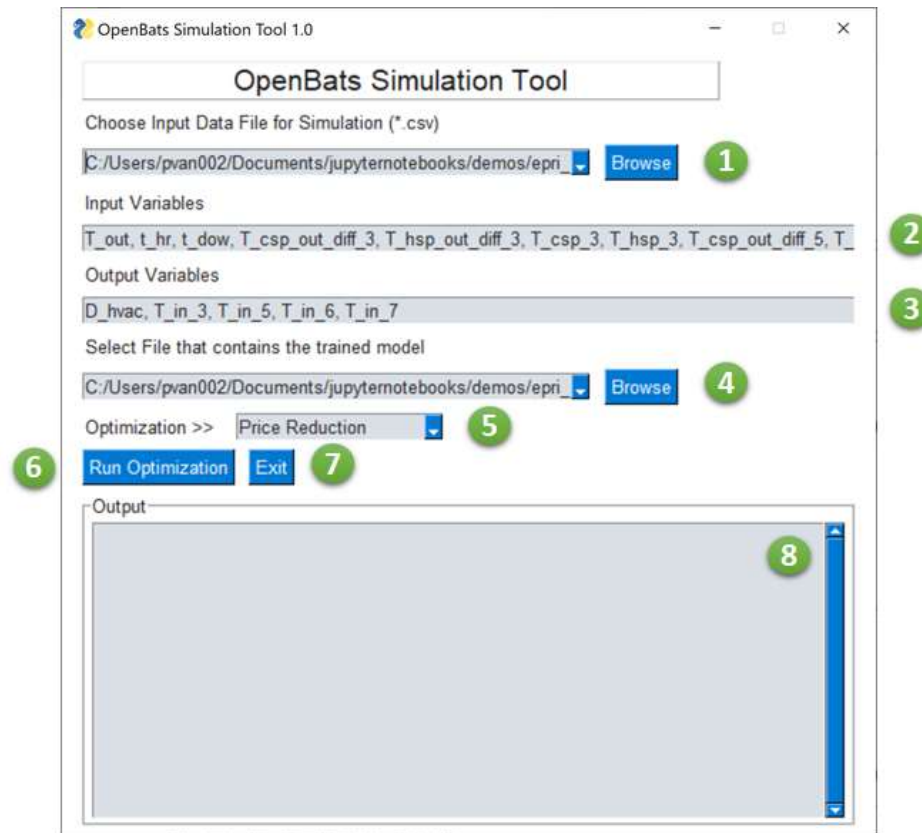 OpenBats Simulation Tool 1.0
OpenBats Simulation Tool
Choose Input Data File for Simulation (*.csv)
C:/Users/pvan002/Documents/jupyternotebooks/demos/epri_ Browse 1
Input Variables
T_out, t_hr, t_dow, T_csp_out_diff_3, T_hsp_out_diff_3, T_csp_3, T_hsp_3, T_csp_out_diff_5, T_ 2
Output Variables
D_hvac, T_in_3, T_in_5, T_in_6, T_in_7 3
Select File that contains the trained model
C:/Users/pvan002/Documents/jupyternotebooks/demos/epri_ Browse 4
Optimization >> Price Reduction 5
6 Run Optimization Exit 7
Output
8